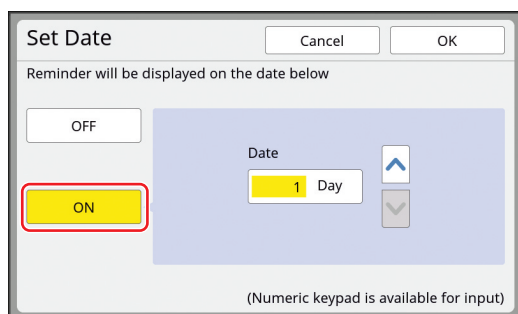 Set Date
Cancel
OK
Reminder will be displayed on the date below
OFF
Date
1 Day
ON
(Numeric keypad is available for input)